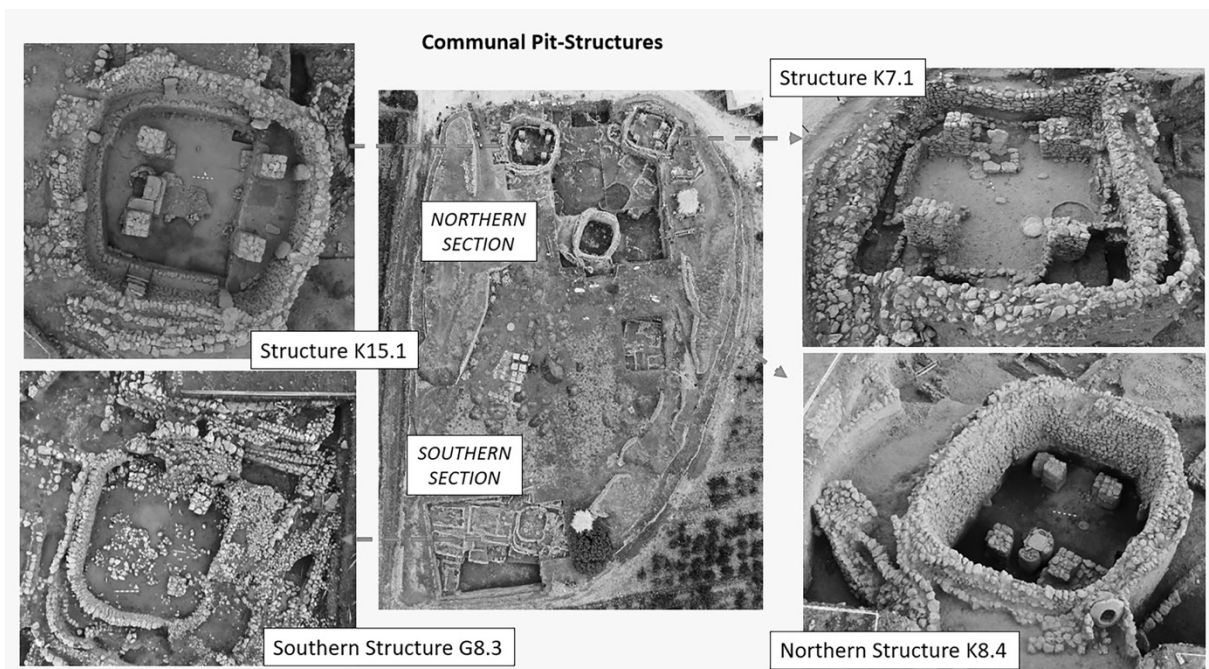 Communal Pit-Structures
Structure K7.1
NORTHERN
SECTION
Structure K15.1
SOUTHERN
SECTION
Southern Structure G8.3
Northern Structure K8.4